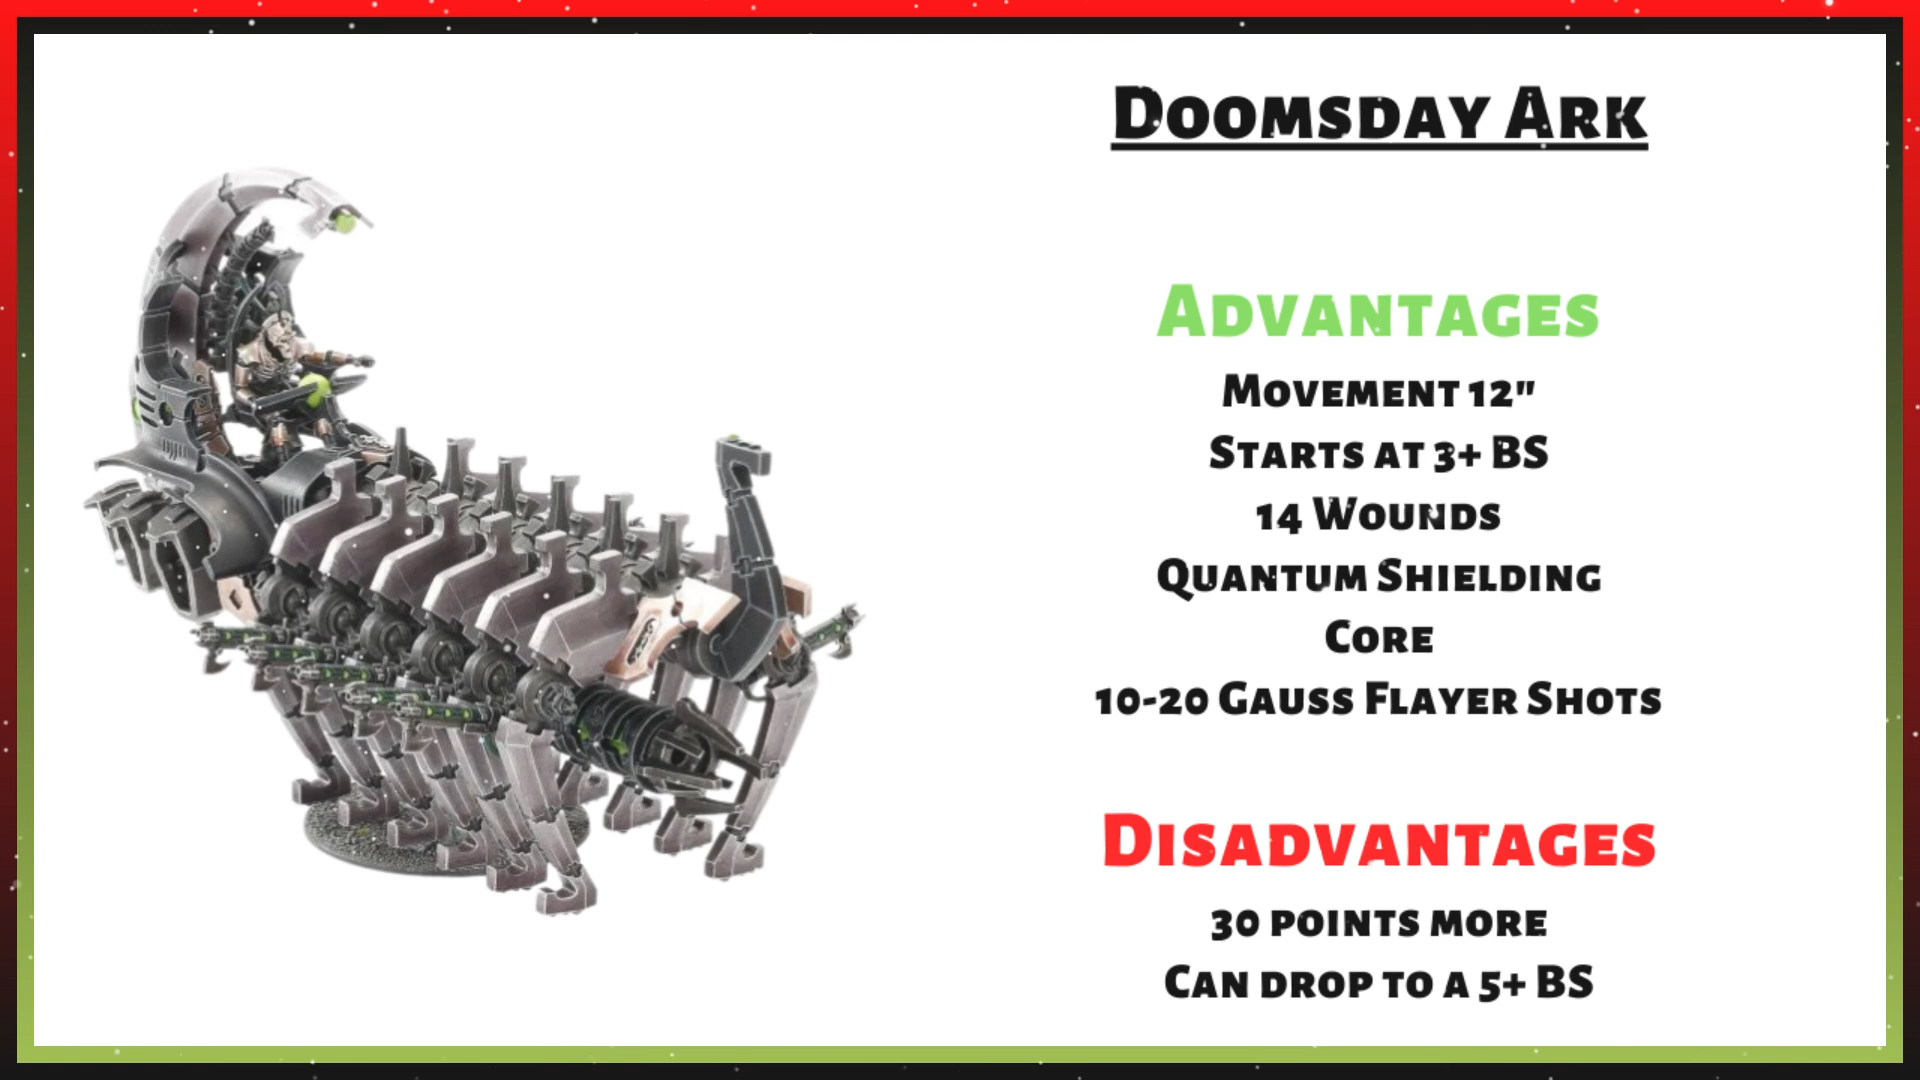 Doomsday Ark
Advantages
Movement 12"
Starts at 3+ BS
14 Wounds
Quantum Shielding
Core
10-20 Gauss Flayer Shots
Disadvantages
30 points more
Can drop to a 5+ BS